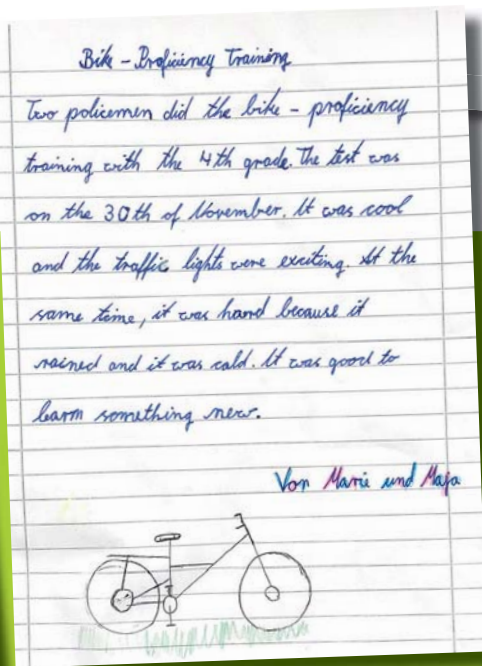 Bike - Proficiency Training
Two policemen did the bike - proficiency
training with the 4th grade. The test was
on the 30th of November. It was cool
and the traffic lights were exciting. At the
same time, it was hard because it
rained and it was cold. It was good to
learn something new.
Von Marie und Maja